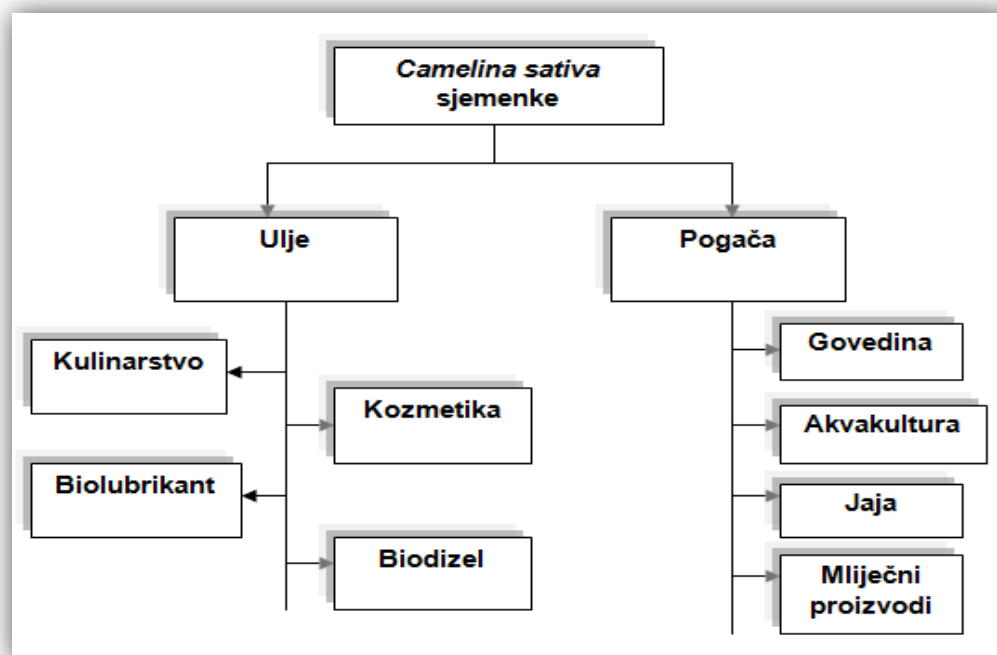 Camelina sativa
sjemenke
Ulje
Pogača
Kulinarstvo
Kozmetika
Biolubrikant
Biodizel
Govedina
Akvakultura
Jaja
Mliječni
proizvodi